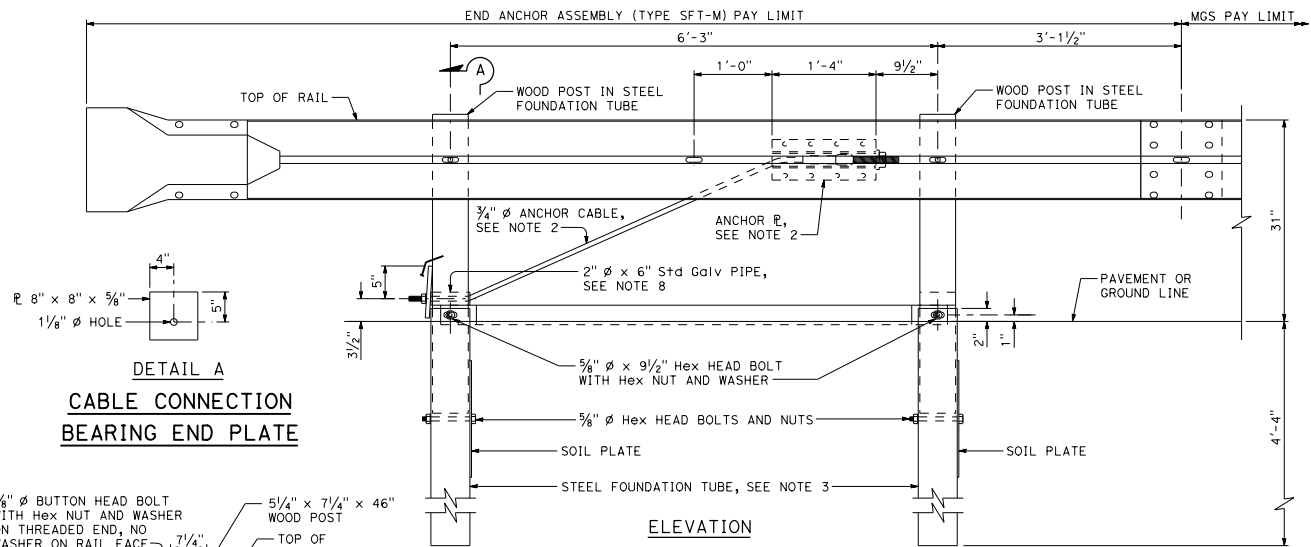 END ANCHOR ASSEMBLY (TYPE SFT-M) PAY LIMIT
MGS PAY LIMIT
6'-3"
3'-1½"
A
1'-0"
1'-4"
9½"
TOP OF RAIL
WOOD POST IN STEEL
FOUNDATION TUBE
WOOD POST IN STEEL
FOUNDATION TUBE
¾" Ø ANCHOR CABLE,
SEE NOTE 2
ANCHOR ℄,
SEE NOTE 2
31"
4"
5"
2" Ø x 6" Std Galv PIPE,
SEE NOTE 8
PAVEMENT OR
GROUND LINE
8" x 8" x ⅝"
5"
1⅛" Ø HOLE
3½"
2"
1"
DETAIL A
CABLE CONNECTION
BEARING END PLATE
⅝" Ø x 9½" Hex HEAD BOLT
WITH Hex NUT AND WASHER
⅝" Ø Hex HEAD BOLTS AND NUTS
4'-4"
SOIL PLATE
SOIL PLATE
STEEL FOUNDATION TUBE, SEE NOTE 3
ELEVATION
" Ø BUTTON HEAD BOLT
WITH Hex NUT AND WASHER
ON THREADED END, NO
WASHER ON RAIL FACE
7¼"
5¼" x 7¼" x 46"
WOOD POST
TOP OF